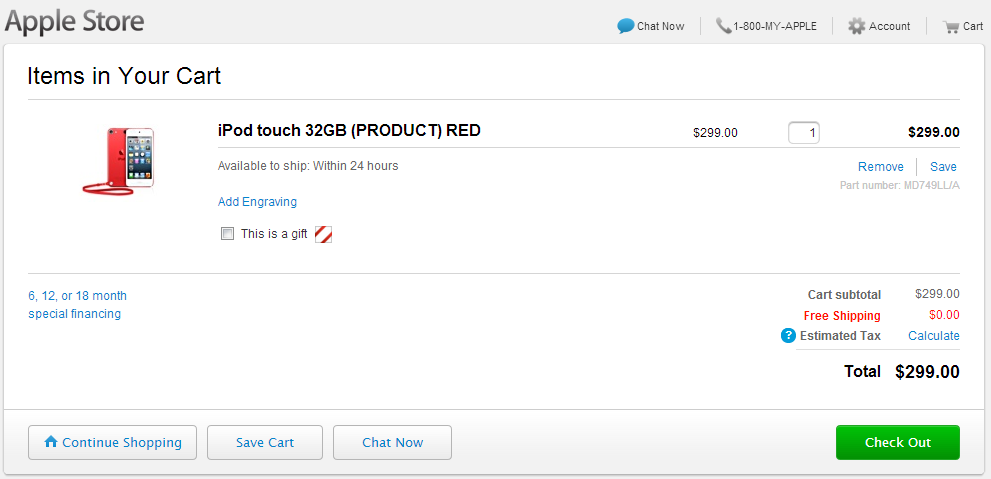 Apple Store
Chat Now
1-800-MY-APPLE
Account
Cart
Items in Your Cart
iPod touch 32GB (PRODUCT) RED $299.00 1 $299.00
Available to ship: Within 24 hours
Remove Save
Part number: MD749LL/A
Add Engraving
This is a gift
6, 12, or 18 month
special financing
Cart subtotal $299.00
Free Shipping $0.00
? Estimated Tax Calculate
Total $299.00
Continue Shopping
Save Cart
Chat Now
Check Out